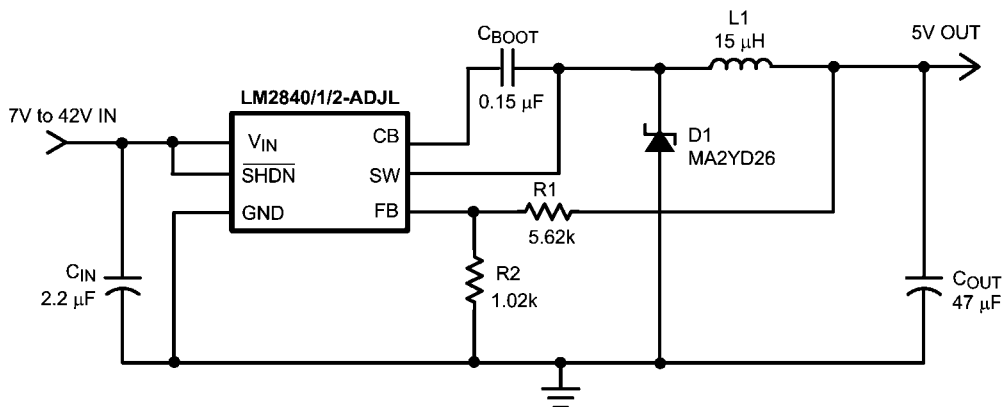 L1
15 μH
5V OUT
CBOOT
0.15 μF
LM2840/1/2-ADJL
7V to 42V IN
VIN
CB
SHDN
SW
GND
FB
D1
MA2YD26
R1
5.62k
R2
1.02k
CIN
2.2 μF
COUT
47 μF